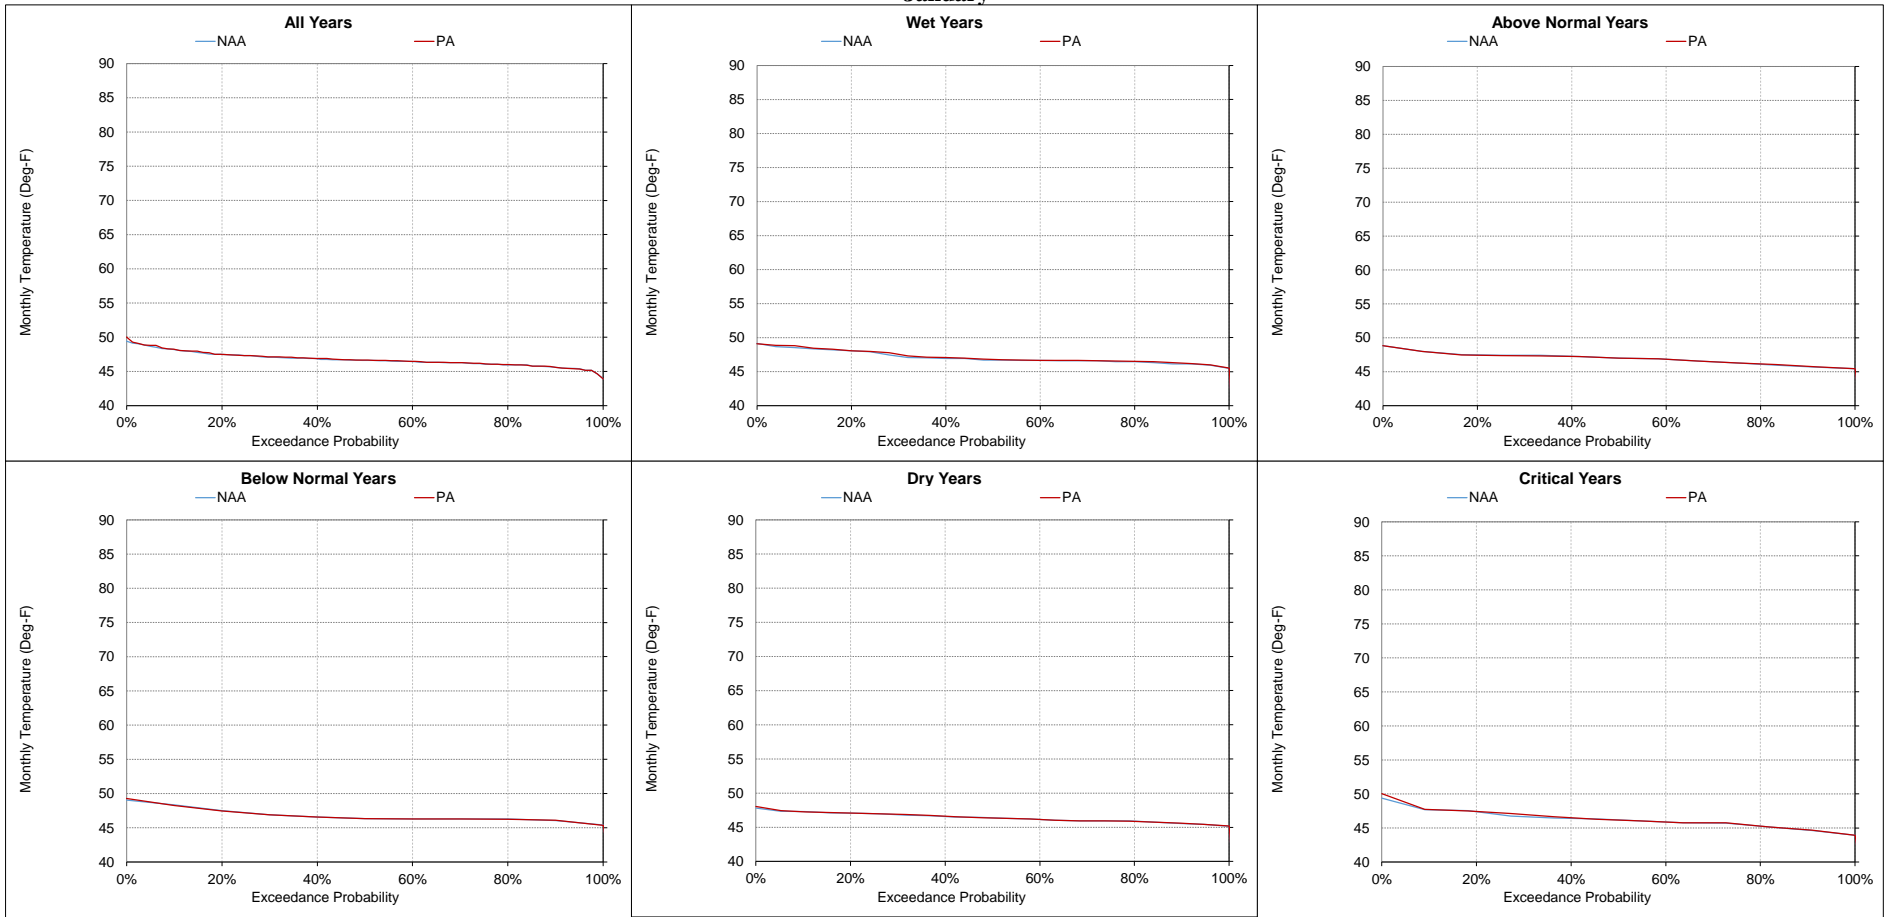 All Years
NAA PA
90
85
80
75
70
65
60
55
50
45
40
0% 20% 40% 60% 80% 100%
Exceedance Probability
Monthly Temperature (Deg-F)
Wet Years
NAA PA
90
85
80
75
70
65
60
55
50
45
40
0% 20% 40% 60% 80% 100%
Exceedance Probability
Monthly Temperature (Deg-F)
Above Normal Years
NAA PA
90
85
80
75
70
65
60
55
50
45
40
0% 20% 40% 60% 80% 100%
Exceedance Probability
Monthly Temperature (Deg-F)
Below Normal Years
NAA PA
90
85
80
75
70
65
60
55
50
45
40
0% 20% 40% 60% 80% 100%
Exceedance Probability
Monthly Temperature (Deg-F)
Dry Years
NAA PA
90
85
80
75
70
65
60
55
50
45
40
0% 20% 40% 60% 80% 100%
Exceedance Probability
Monthly Temperature (Deg-F)
Critical Years
NAA PA
90
85
80
75
70
65
60
55
50
45
40
0% 20% 40% 60% 80% 100%
Exceedance Probability
Monthly Temperature (Deg-F)